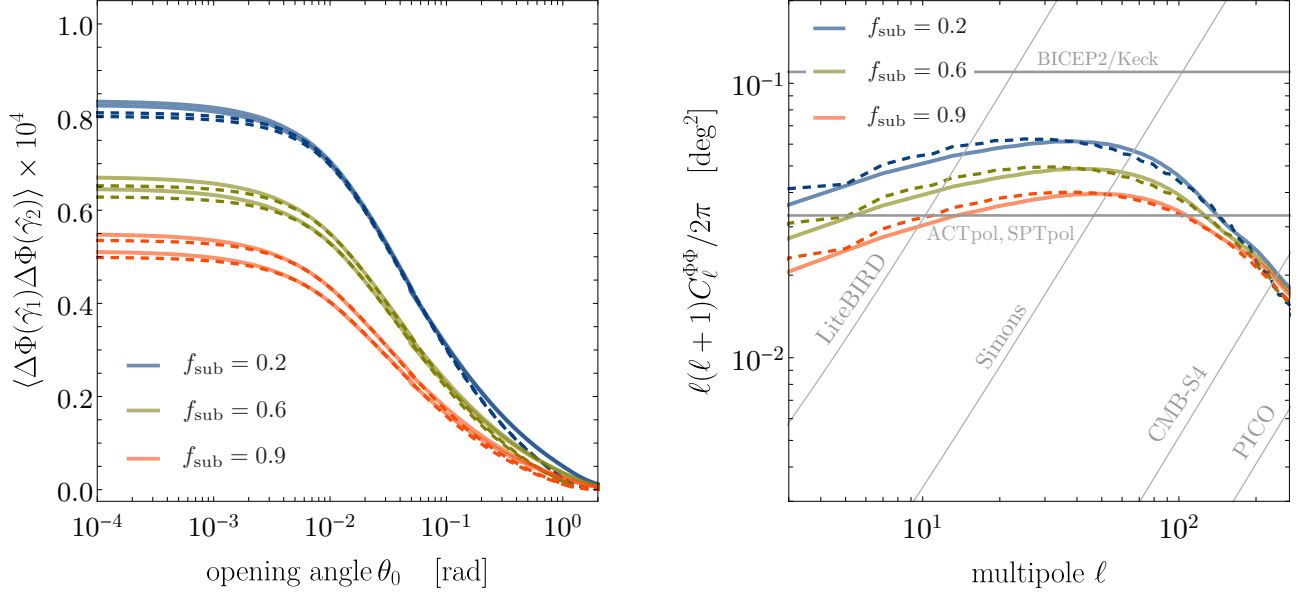 ⟨ΔΦ(γ̂₁)ΔΦ(γ̂₂)⟩ × 10⁴
1.0
0.8
0.6
0.4
0.2
0.0
f_sub = 0.2
f_sub = 0.6
f_sub = 0.9
10⁻⁴
10⁻³
10⁻²
10⁻¹
10⁰
opening angle θ₀ [rad]
ℓ(ℓ + 1)C_ℓ^ΦΦ/2π [deg²]
10⁻¹
10⁻²
f_sub = 0.2
f_sub = 0.6
f_sub = 0.9
BICEP2/Keck
ACTpol, SPTpol
LiteBIRD
Simons
CMB-S4
PICO
10¹
10²
multipole ℓ